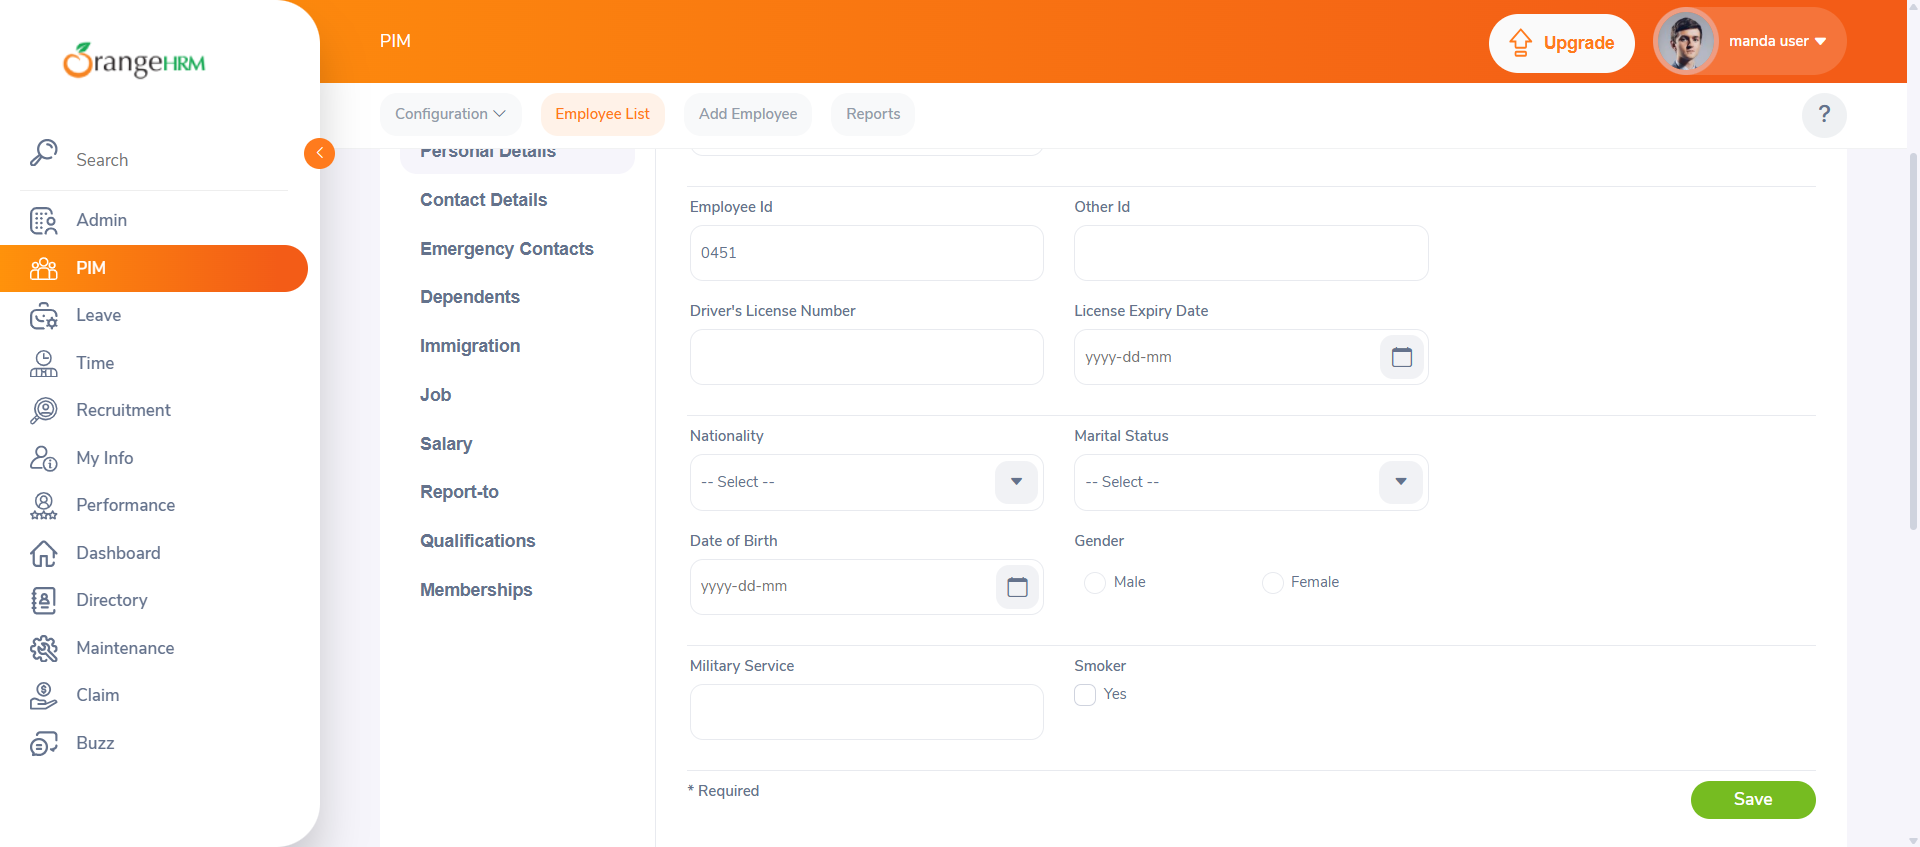 OrangeHRM
PIM
Upgrade
manda user
Configuration
Employee List
Add Employee
Reports
?
Search
Admin
PIM
Leave
Time
Recruitment
My Info
Performance
Dashboard
Directory
Maintenance
Claim
Buzz
Personal Details
Contact Details
Emergency Contacts
Dependents
Immigration
Job
Salary
Report-to
Qualifications
Memberships
Employee Id
Other Id
0451
Driver's License Number
License Expiry Date
yyyy-dd-mm
Nationality
Marital Status
-- Select --
-- Select --
Date of Birth
Gender
yyyy-dd-mm
Male
Female
Military Service
Smoker
Yes
* Required
Save